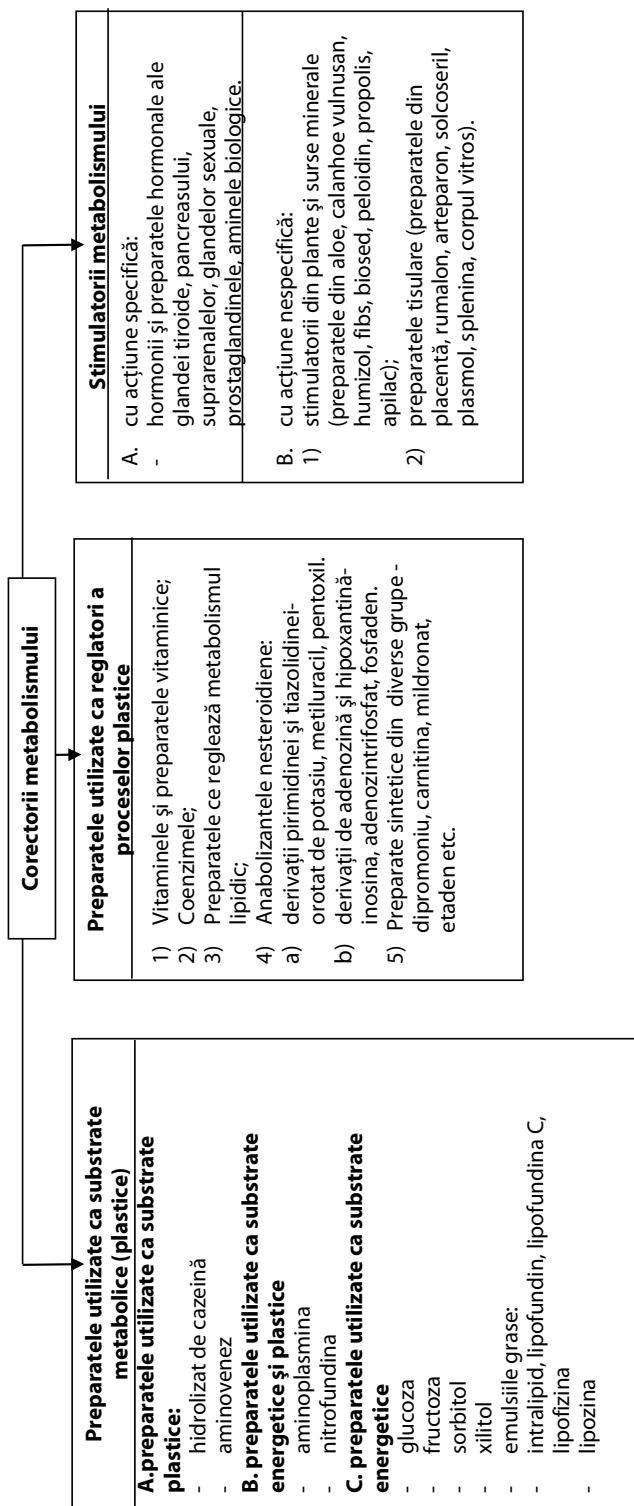 Corectorii metabolismului
Preparatele utilizate ca substrate
metabolice (plastice)
A.preparatele utilizate ca substrate
plastice:
- hidrolizat de cazeină
- aminovenez
B. preparatele utilizate ca substrate
energetice şi plastice
- aminoplasmina
- nitrofundina
C. preparatele utilizate ca substrate
energetice
- glucoza
- fructoza
- sorbitol
- xilitol
- emulsiile grase:
- intralipid, lipofundin, lipofundina C,
lipofizina
- lipozina
Preparatele utilizate ca reglatori a
proceselor plastice
1) Vitaminele şi preparatele vitaminice;
2) Coenzimele;
3) Preparatele ce reglează metabolismul
lipidic;
4) Anabolizantele nesteroidiene:
a) derivaţii pirimidinei şi tiazolidinei-
orotat de potasiu, metiluracil, pentoxil.
b) derivaţii de adenozină şi hipoxantină-
inosina, adenozintrifosfat, fosfaden.
5) Preparate sintetice din diverse grupe -
dipromoniu, carnitina, mildronat,
etaden etc.
Stimulatorii metabolismului
A. cu acţiune specifică:
- hormonii şi preparatele hormonale ale
glandei tiroide, pancreasului,
suprarenalelor, glandelor sexuale,
prostaglandinele, aminele biologice.
B. cu acţiune nespecifică:
1) stimulatorii din plante şi surse minerale
(preparatele din aloe, calanhoe vulnusan,
humizol, fibs, biosed, peloidin, propolis,
apilac);
2) preparatele tisulare (preparatele din
placentă, rumalon, arteparon, solcoseril,
plasmol, splenina, corpul vitros).